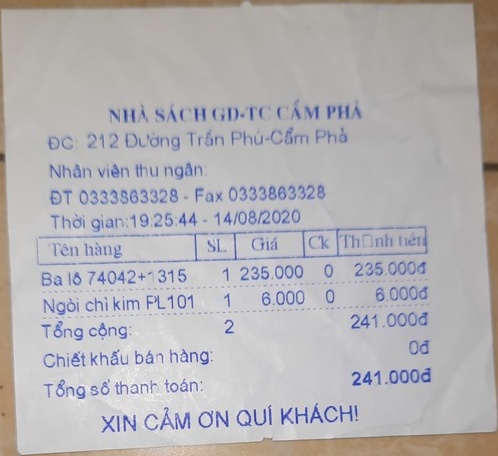 NHÀ SÁCH GD-TC CẨM PHẢ
ĐC: 212 Đường Trần Phú-Cẩm Phả
Nhân viên thu ngân:
ĐT 0333863328 - Fax 0333863328
Thời gian:19:25:44 - 14/08/2020
Tên hàng SL Giá Ck Th□nh tiền
Ba lô 74042+1315 1 235.000 0 235.000đ
Ngòi chì kim PL101 1 6.000 0 6.000đ
Tổng cộng: 2 241.000đ
Chiết khấu bán hàng: 0đ
Tổng số thanh toán: 241.000đ
XIN CẢM ƠN QUÍ KHÁCH!